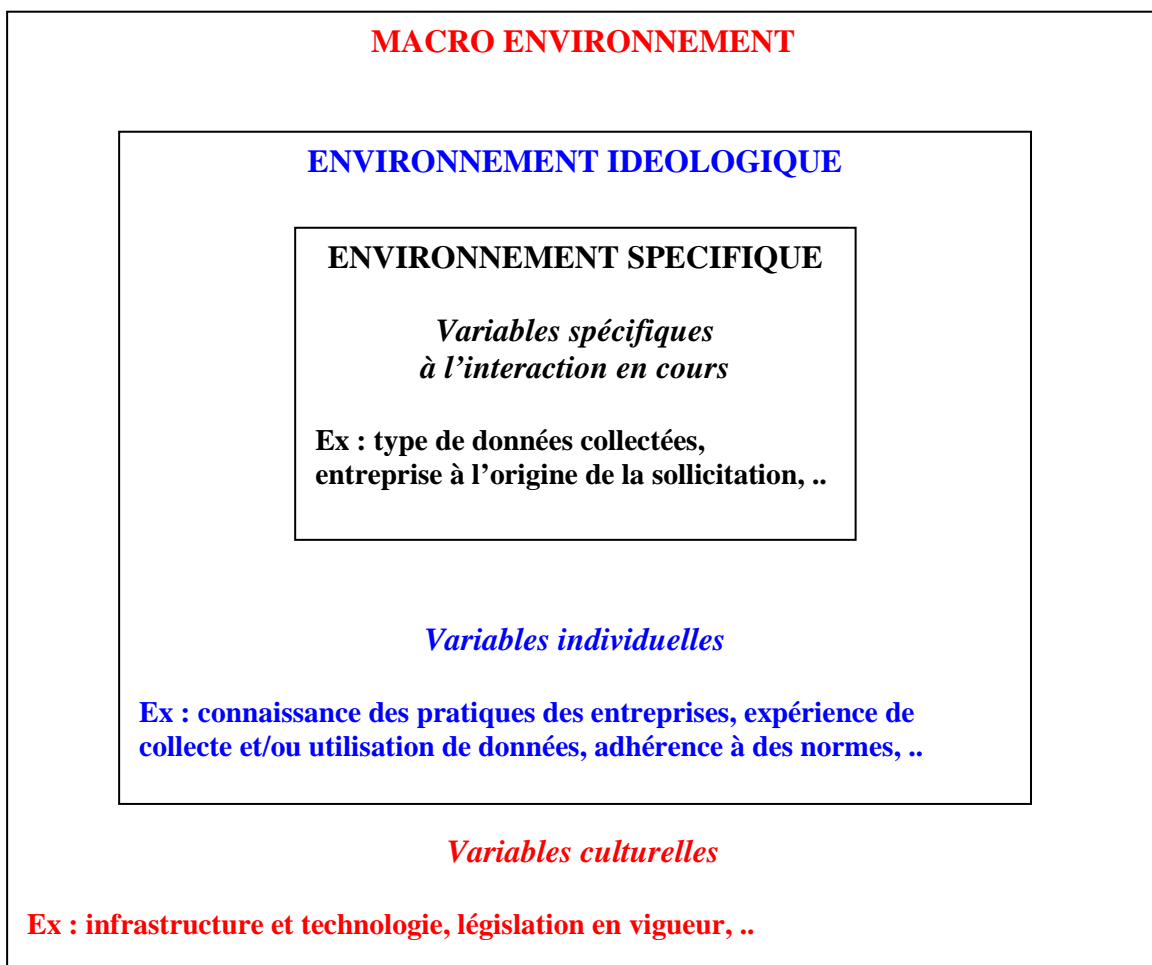 MACRO ENVIRONNEMENT
ENVIRONNEMENT IDEOLOGIQUE
ENVIRONNEMENT SPECIFIQUE
Variables spécifiques
à l’interaction en cours
Ex : type de données collectées,
entreprise à l’origine de la sollicitation, ..
Variables individuelles
Ex : connaissance des pratiques des entreprises, expérience de
collecte et/ou utilisation de données, adhérence à des normes, ..
Variables culturelles
Ex : infrastructure et technologie, législation en vigueur, ..